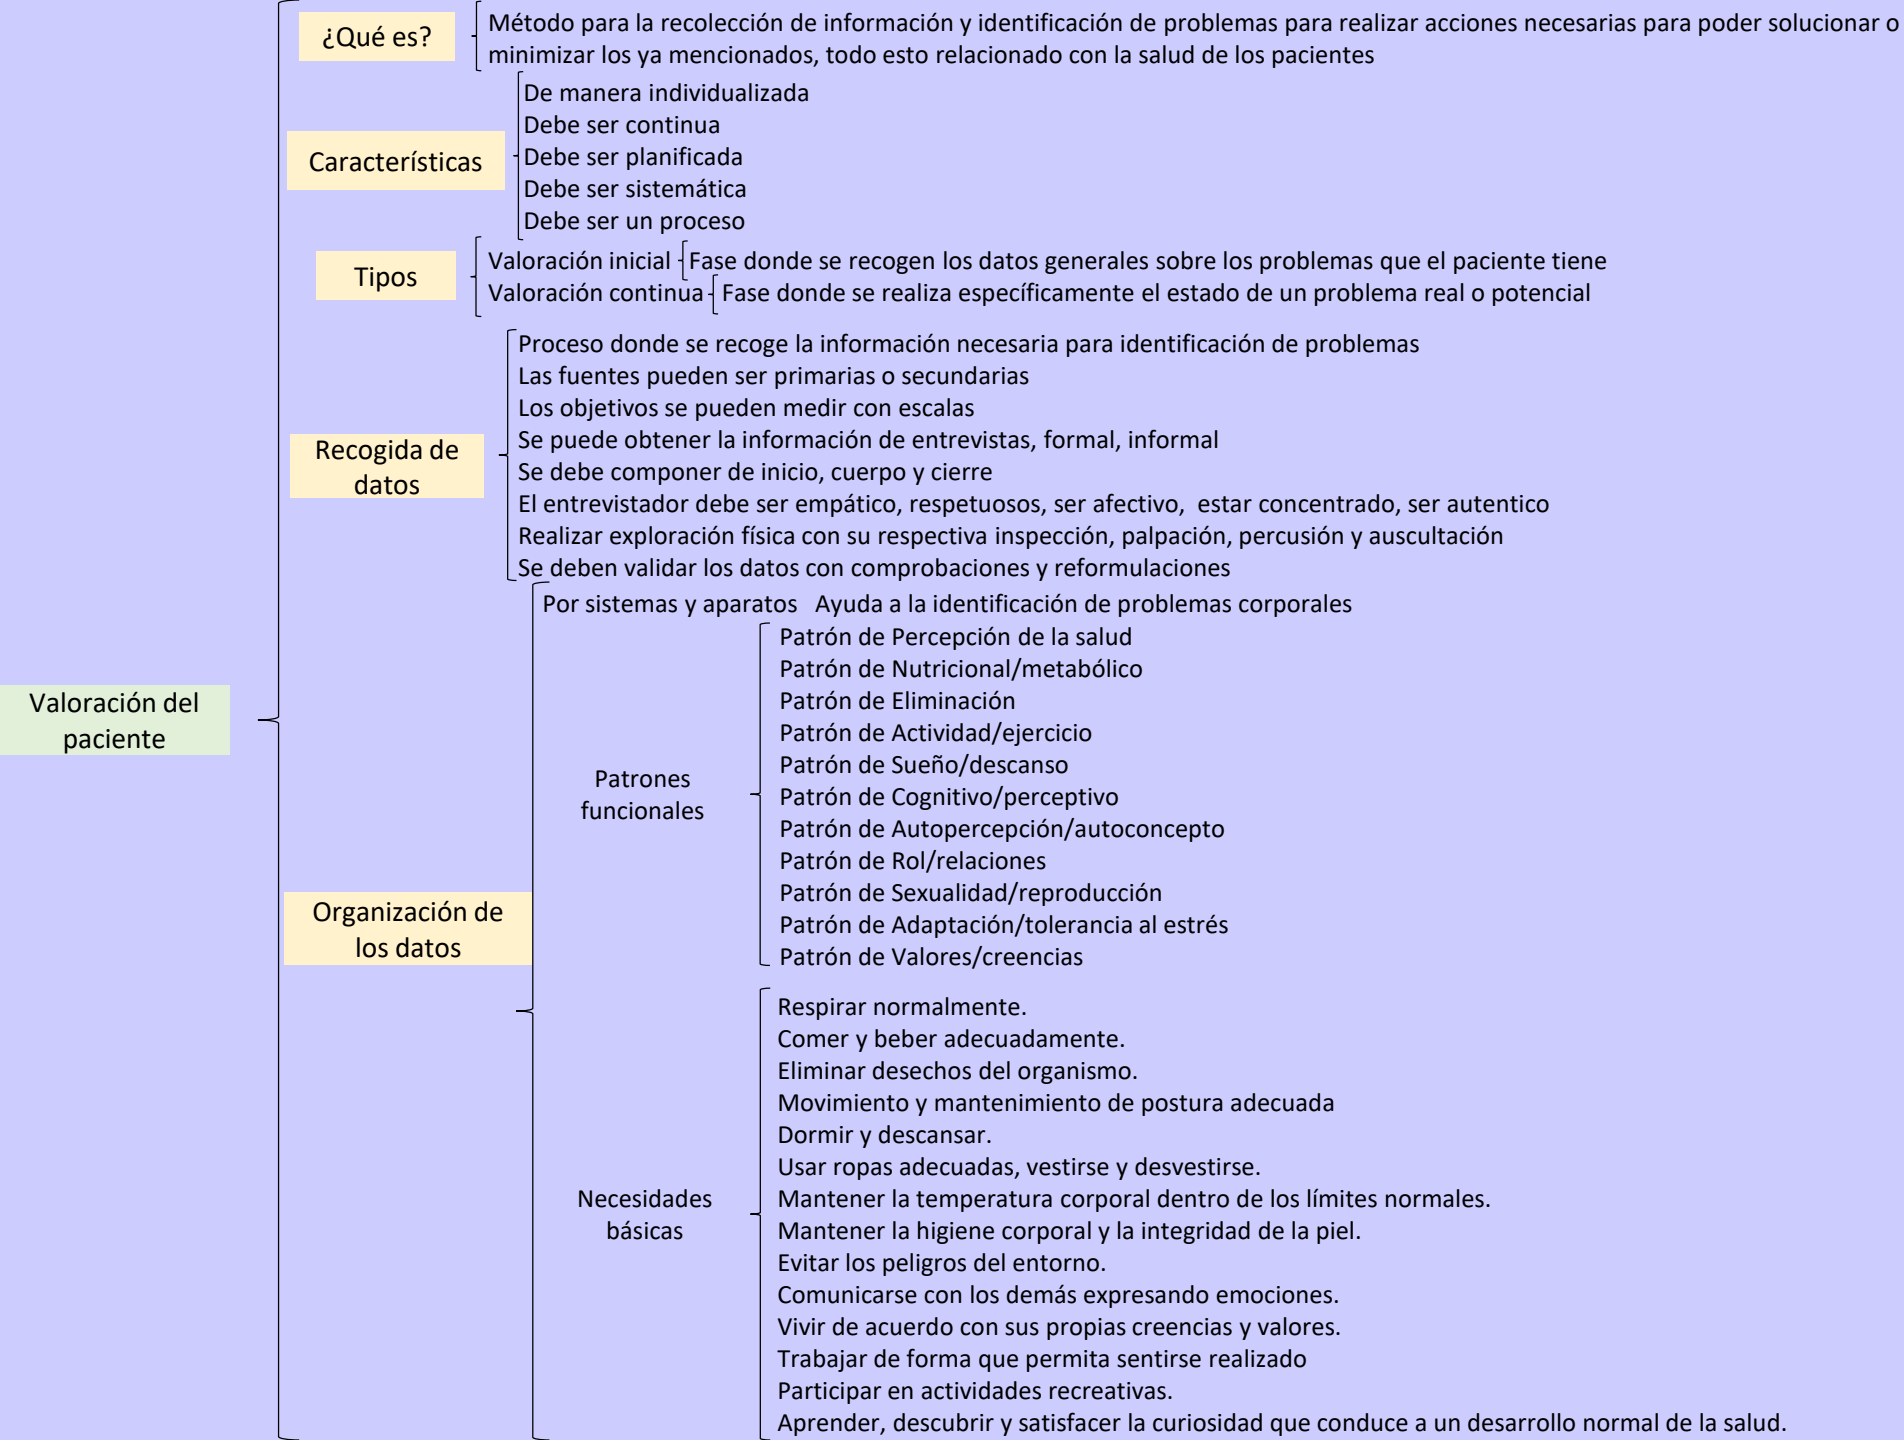 ¿Qué es?
Método para la recolección de información y identificación de problemas para realizar acciones necesarias para poder solucionar o
minimizar los ya mencionados, todo esto relacionado con la salud de los pacientes
Característícas
De manera individualizada
Debe ser continua
Debe ser planificada
Debe ser sistemática
Debe ser un proceso
Tipos
Valoración inicial
Fase donde se recogen los datos generales sobre los problemas que el paciente tiene
Valoración continua
Fase donde se realiza específicamente el estado de un problema real o potencial
Recogida de
datos
Proceso donde se recoge la información necesaria para identificación de problemas
Las fuentes pueden ser primarias o secundarias
Los objetivos se pueden medir con escalas
Se puede obtener la información de entrevistas, formal, informal
Se debe componer de inicio, cuerpo y cierre
El entrevistador debe ser empático, respetuosos, ser afectivo,  estar concentrado, ser autentico
Realizar exploración física con su respectiva inspección, palpación, percusión y auscultación
Se deben validar los datos con comprobaciones y reformulaciones
Valoración del
paciente
Organización de
los datos
Por sistemas y aparatos   Ayuda a la identificación de problemas corporales
Patrones
funcionales
Patrón de Percepción de la salud
Patrón de Nutricional/metabólico
Patrón de Eliminación
Patrón de Actividad/ejercicio
Patrón de Sueño/descanso
Patrón de Cognitivo/perceptivo
Patrón de Autopercepción/autoconcepto
Patrón de Rol/relaciones
Patrón de Sexualidad/reproducción
Patrón de Adaptación/tolerancia al estrés
Patrón de Valores/creencias
Necesidades
básicas
Respirar normalmente.
Comer y beber adecuadamente.
Eliminar desechos del organismo.
Movimiento y mantenimiento de postura adecuada
Dormir y descansar.
Usar ropas adecuadas, vestirse y desvestirse.
Mantener la temperatura corporal dentro de los límites normales.
Mantener la higiene corporal y la integridad de la piel.
Evitar los peligros del entorno.
Comunicarse con los demás expresando emociones.
Vivir de acuerdo con sus propias creencias y valores.
Trabajar de forma que permita sentirse realizado
Participar en actividades recreativas.
Aprender, descubrir y satisfacer la curiosidad que conduce a un desarrollo normal de la salud.